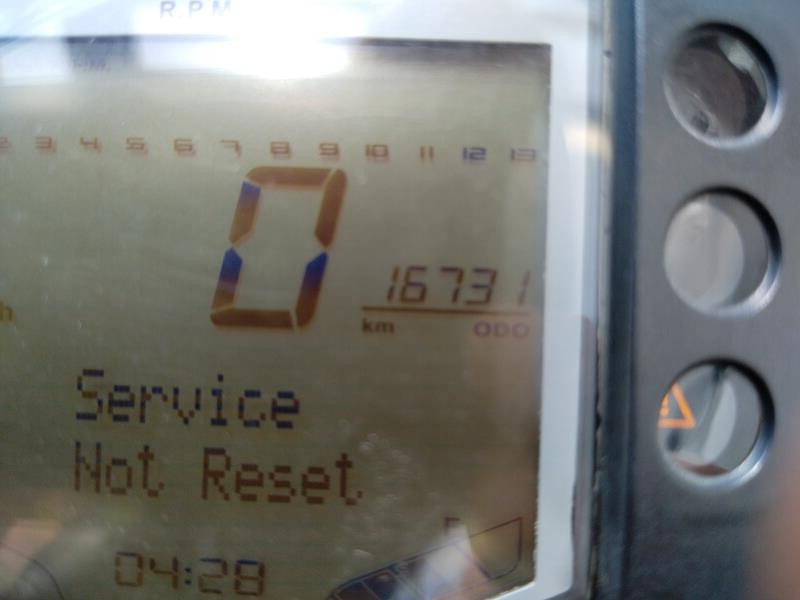 R.P.M
2 3 4 5 6 7 8 9 10 11 12 13
0
16731
km ODO
h
Service
Not Reset
F
04:28